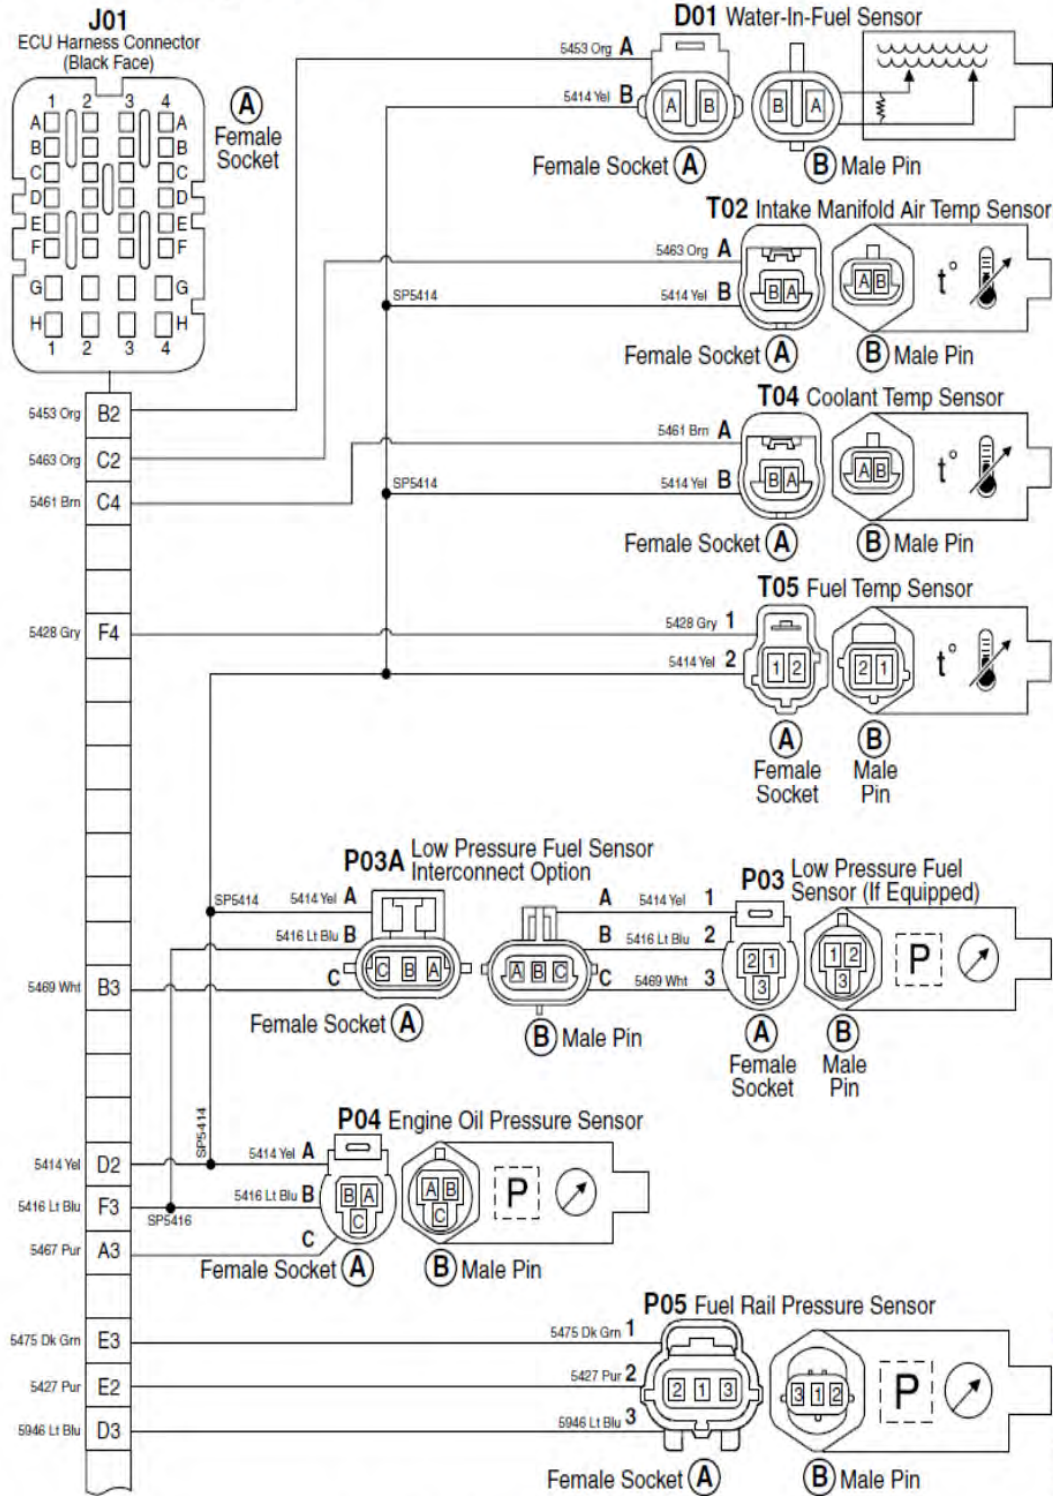 J01
ECU Harness Connector
(Black Face)
1 2 3 4
A A
B B
C C
D D
E E
F F
G G
H H
1 2 3 4
A
Female
Socket
D01 Water-In-Fuel Sensor
5453 Org A
5414 Yel B
A B
B A
Female Socket A
B Male Pin
T02 Intake Manifold Air Temp Sensor
5463 Org A
SP5414
5414 Yel B
B A
A B
t°
Female Socket A
B Male Pin
T04 Coolant Temp Sensor
5461 Brn A
SP5414
5414 Yel B
B A
A B
t°
Female Socket A
B Male Pin
T05 Fuel Temp Sensor
5428 Gry 1
5414 Yel 2
1 2
2 1
t°
A
Female
Socket
B
Male
Pin
5453 Org B2
5463 Org C2
5461 Brn C4
5428 Gry F4
P03A Low Pressure Fuel Sensor
Interconnect Option
SP5414
5414 Yel A
5416 Lt Blu B
C
C B A
Female Socket A
A B C
B Male Pin
A 5414 Yel 1
B 5416 Lt Blu 2
C 5469 Wht 3
P03 Low Pressure Fuel
Sensor (If Equipped)
2 1
3
1 2
3
P
A
Female
Socket
B
Male
Pin
5469 Wht B3
P04 Engine Oil Pressure Sensor
SP5414
5414 Yel A
5416 Lt Blu B
C
B A
C
A B
C
P
Female Socket A
B Male Pin
5414 Yel D2
5416 Lt Blu F3
SP5416
5467 Pur A3
P05 Fuel Rail Pressure Sensor
5475 Dk Grn E3
5427 Pur E2
5946 Lt Blu D3
5475 Dk Grn 1
5427 Pur 2
5946 Lt Blu 3
2 1 3
3 1 2
P
Female Socket A
B Male Pin